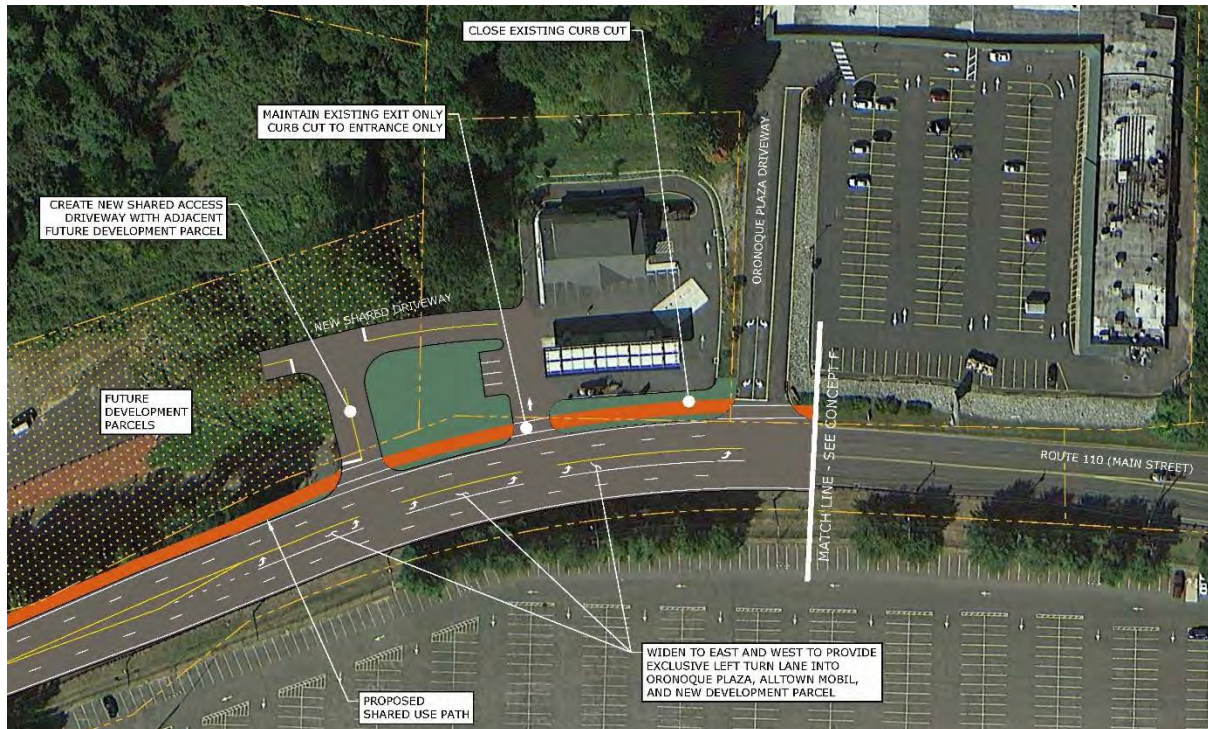 CLOSE EXISTING CURB CUT
MAINTAIN EXISTING EXIT ONLY
CURB CUT TO ENTRANCE ONLY
CREATE NEW SHARED ACCESS
DRIVEWAY WITH ADJACENT
FUTURE DEVELOPMENT PARCEL
ORONOQUE PLAZA DRIVEWAY
NEW SHARED DRIVEWAY
FUTURE
DEVELOPMENT
PARCELS
MATCH LINE - SEE CONCEPT F
ROUTE 110 (MAIN STREET)
WIDEN TO EAST AND WEST TO PROVIDE
EXCLUSIVE LEFT TURN LANE INTO
ORONOQUE PLAZA, ALLTOWN MOBIL,
AND NEW DEVELOPMENT PARCEL
PROPOSED
SHARED USE PATH